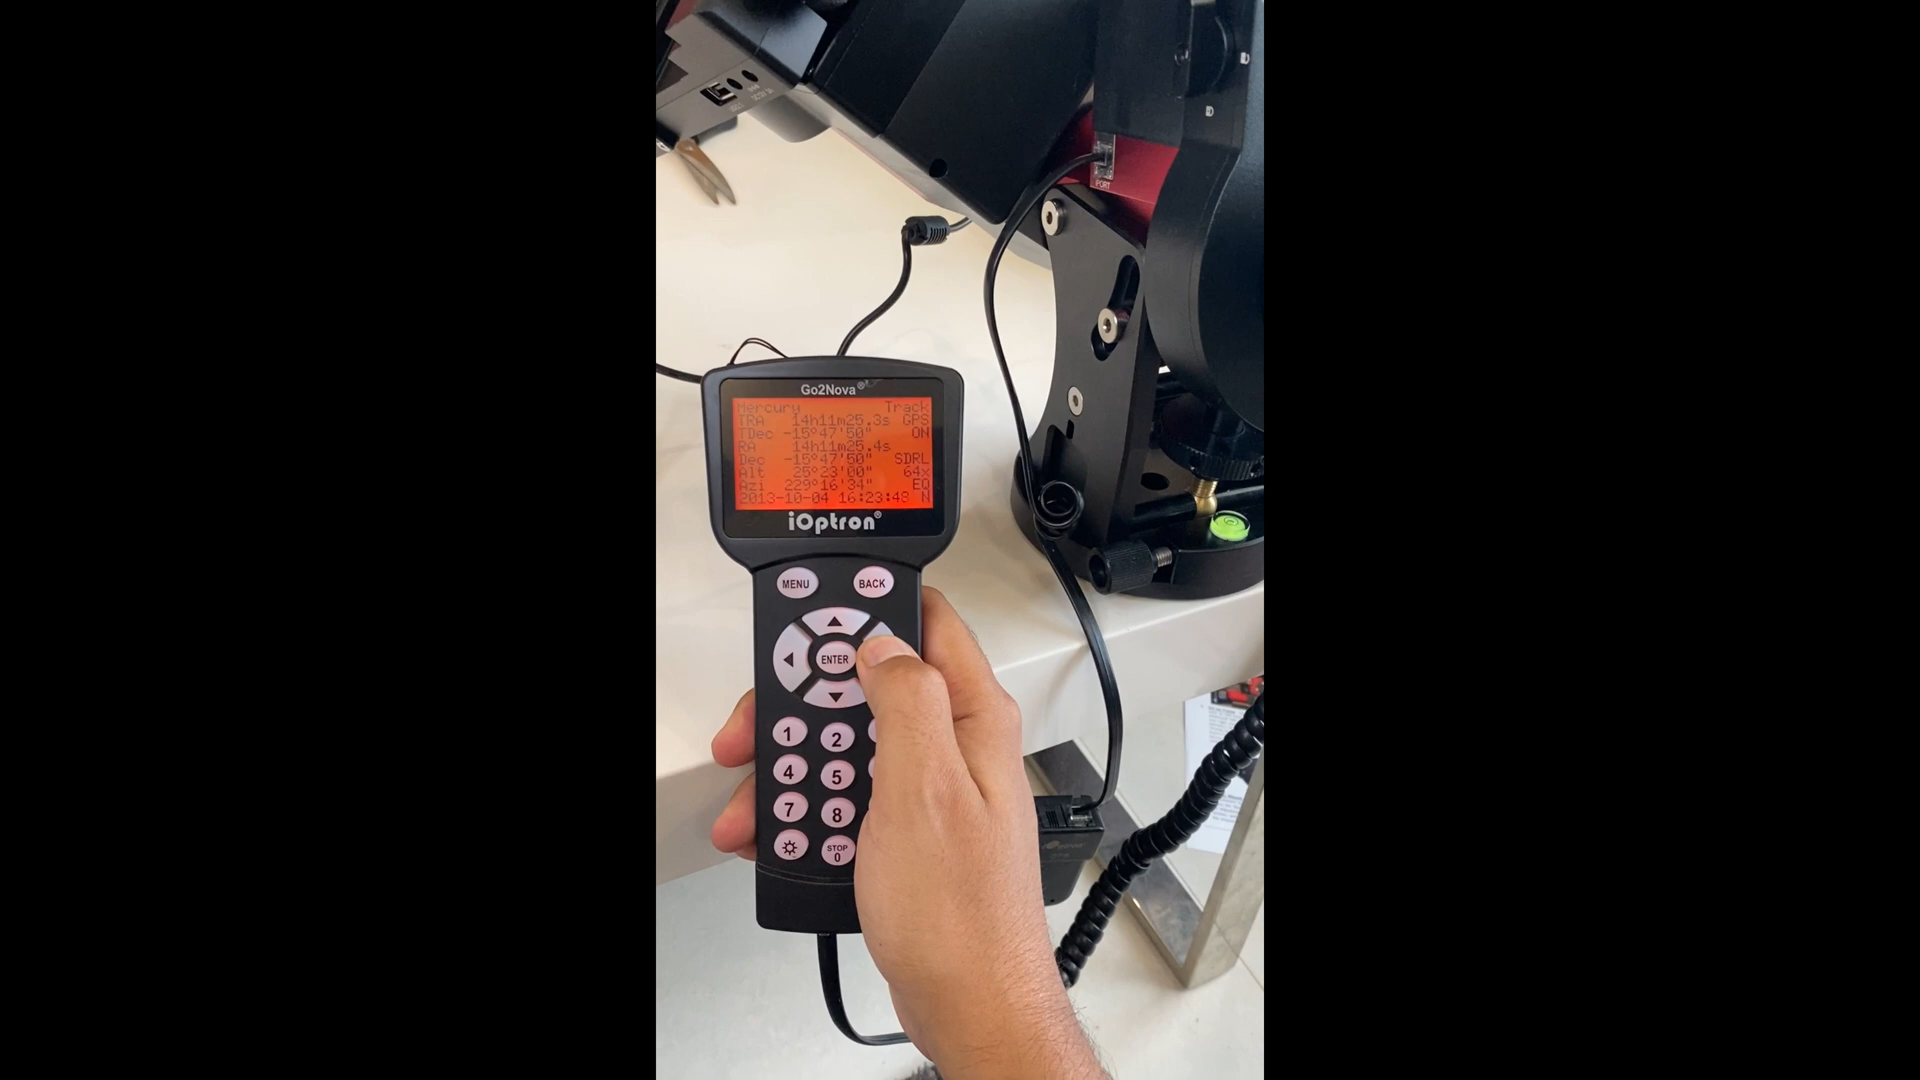 PORT
Go2Nova®
Mercury Track
TRA 14h11m25.3s GPS
TDec -15°47'50" ON
RA 14h11m25.4s
Dec -15°47'50" SDRL
Alt 25°23'00" 64x
Azi 229°16'34" EQ
2013-10-04 16:23:48 N
iOptron®
MENU BACK
ENTER
1 2
4 5
7 8
STOP
0
iOptron